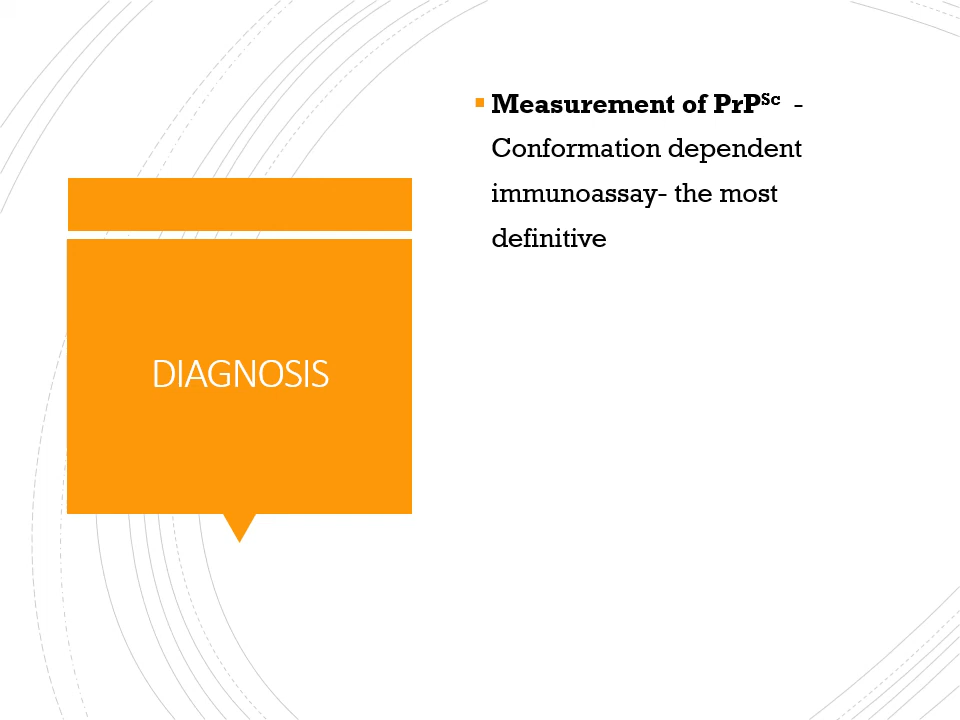 DIAGNOSIS
▪ Measurement of PrPSc -
Conformation dependent
immunoassay- the most
definitive